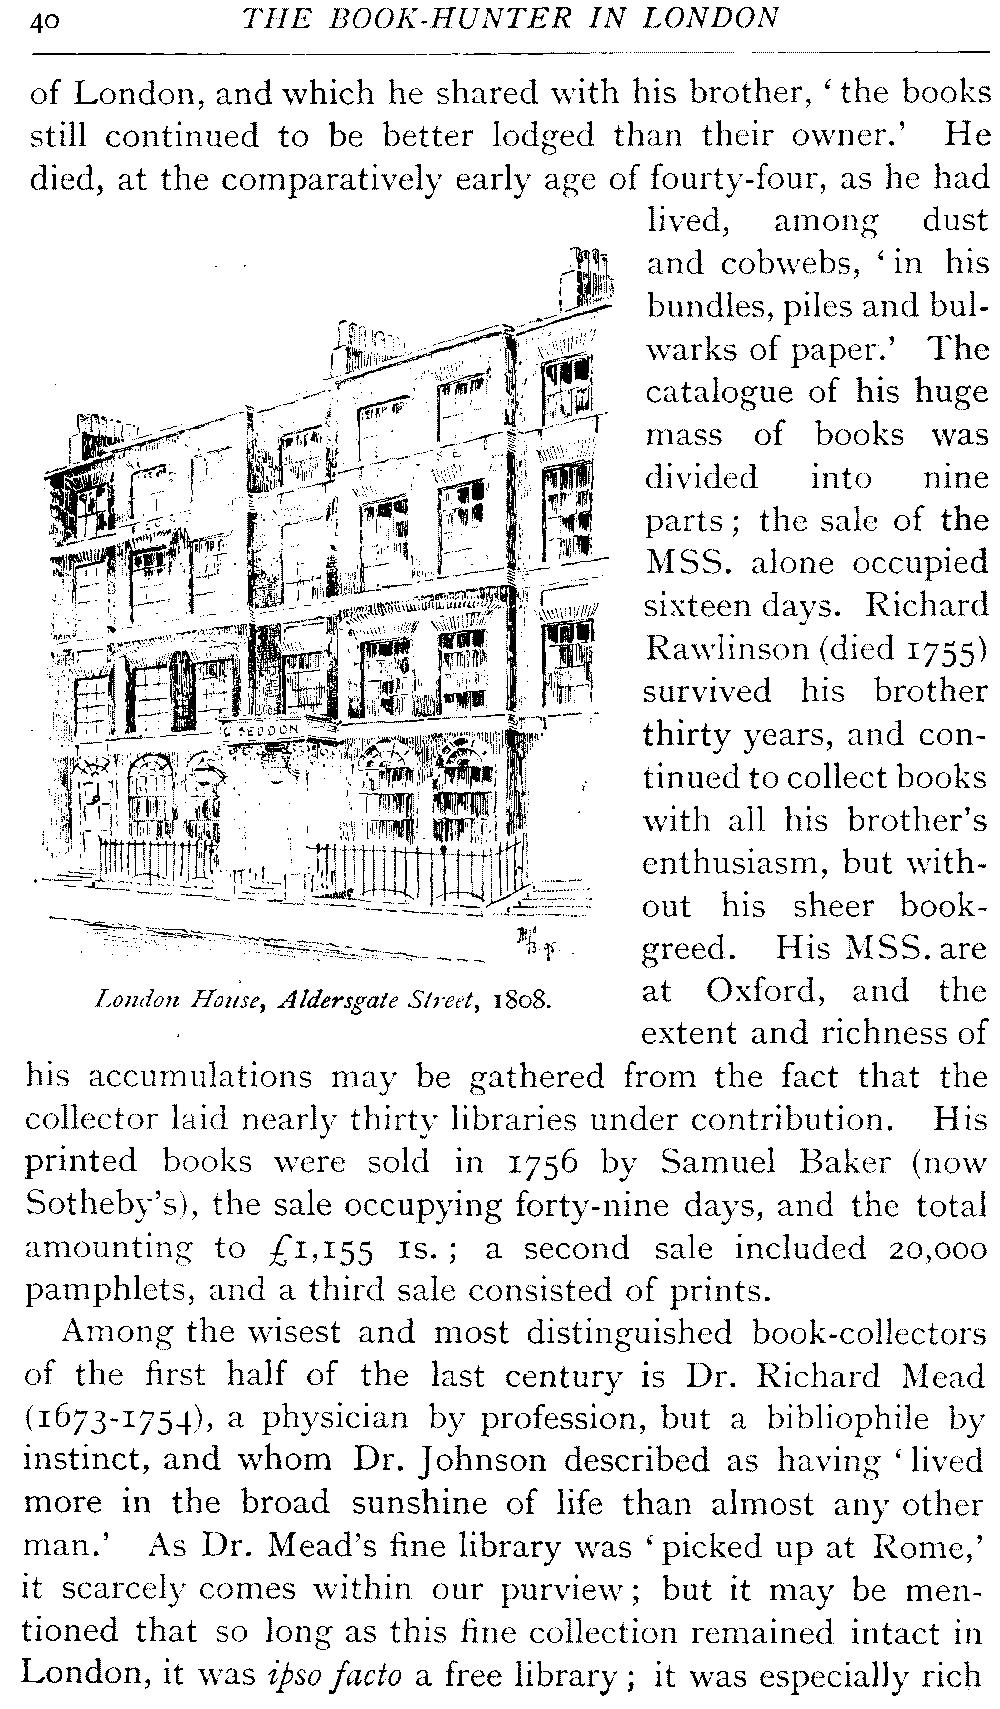 40 THE BOOK-HUNTER IN LONDON
of London, and which he shared with his brother, ‘ the books
still continued to be better lodged than their owner.’ He
died, at the comparatively early age of fourty-four, as he had
lived, among dust
and cobwebs, ‘ in his
bundles, piles and bul-
warks of paper.’ The
catalogue of his huge
mass of books was
divided into nine
parts ; the sale of the
MSS. alone occupied
sixteen days. Richard
Rawlinson (died 1755)
survived his brother
thirty years, and con-
tinued to collect books
with all his brother's
enthusiasm, but with-
out his sheer book-
greed. His MSS. are
at Oxford, and the
extent and richness of
SEDDON
London House, Aldersgate Street, 1808.
his accumulations may be gathered from the fact that the
collector laid nearly thirty libraries under contribution. His
printed books were sold in 1756 by Samuel Baker (now
Sotheby's), the sale occupying forty-nine days, and the total
amounting to £1,155 1s. ; a second sale included 20,000
pamphlets, and a third sale consisted of prints.
Among the wisest and most distinguished book-collectors
of the first half of the last century is Dr. Richard Mead
(1673-1754), a physician by profession, but a bibliophile by
instinct, and whom Dr. Johnson described as having ‘ lived
more in the broad sunshine of life than almost any other
man.’ As Dr. Mead's fine library was ‘ picked up at Rome,’
it scarcely comes within our purview ; but it may be men-
tioned that so long as this fine collection remained intact in
London, it was ipso facto a free library ; it was especially rich